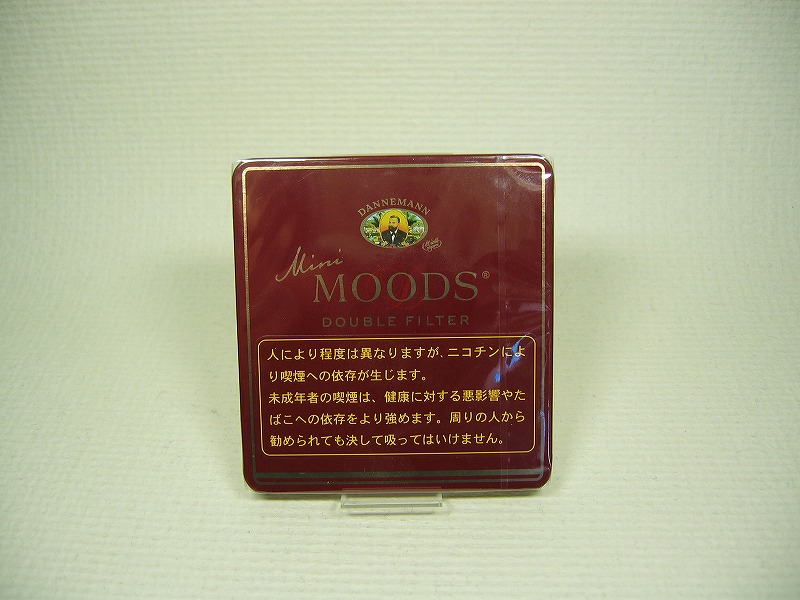 DANNEMANN
Mini
MOODS®
DOUBLE FILTER
人により程度は異なりますが、ニコチンによ
り喫煙への依存が生じます。
未成年者の喫煙は、健康に対する悪影響やた
ばこへの依存をより強めます。周りの人から
勧められても決して吸ってはいけません。